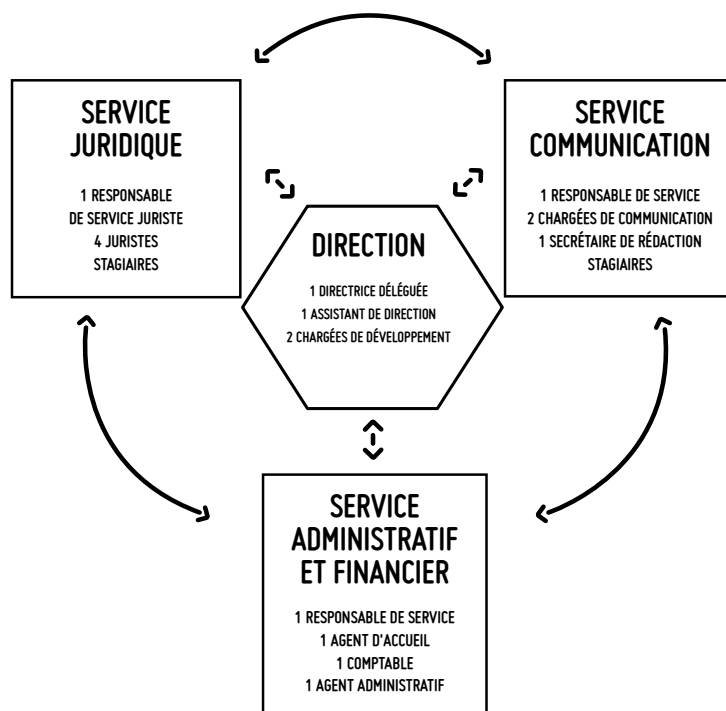 SERVICE
JURIDIQUE
1 RESPONSABLE
DE SERVICE JURISTE
4 JURISTES
STAGIAIRES
SERVICE
COMMUNICATION
1 RESPONSABLE DE SERVICE
2 CHARGÉES DE COMMUNICATION
1 SECRÉTAIRE DE RÉDACTION
STAGIAIRES
DIRECTION
1 DIRECTRICE DÉLÉGUÉE
1 ASSISTANT DE DIRECTION
2 CHARGÉES DE DÉVELOPPEMENT
SERVICE
ADMINISTRATIF
ET FINANCIER
1 RESPONSABLE DE SERVICE
1 AGENT D'ACCUEIL
1 COMPTABLE
1 AGENT ADMINISTRATIF